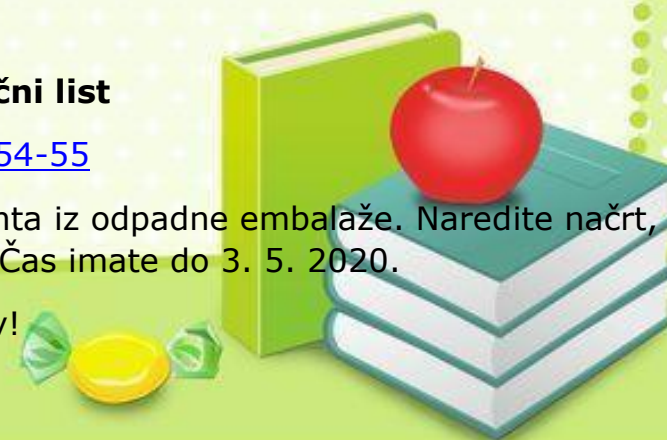 čni list
54-55
nta iz odpadne embalaže. Naredite načrt,
Čas imate do 3. 5. 2020.
!